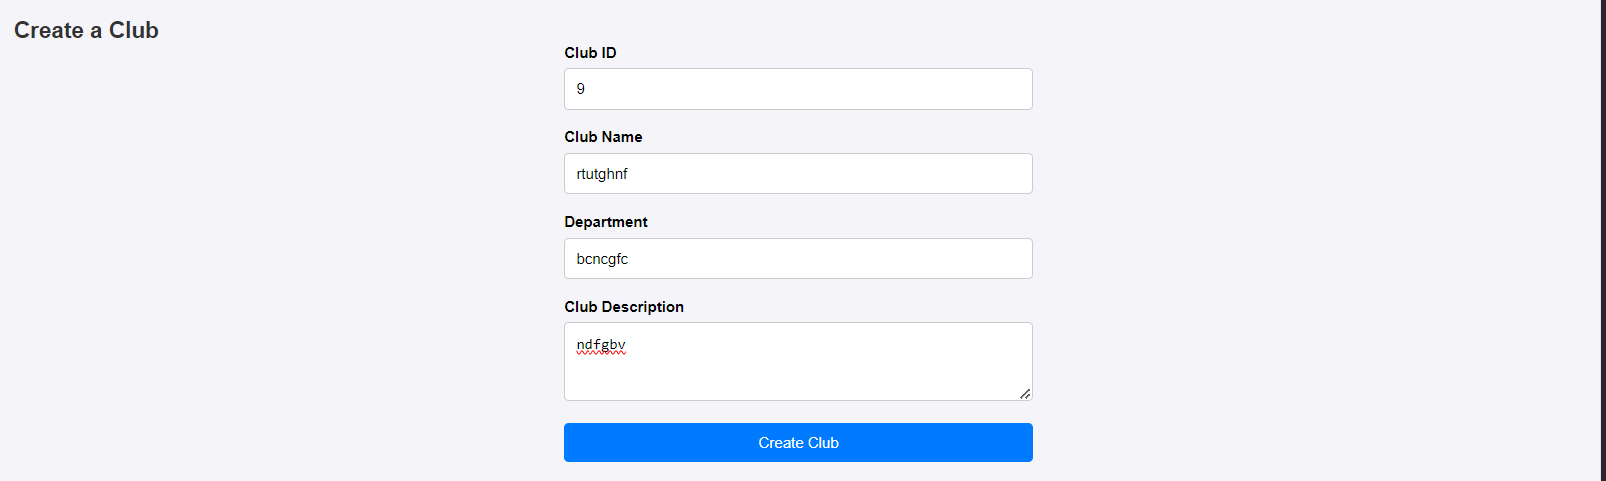 Create a Club
Club ID
9
Club Name
rtutghnf
Department
bcncgfc
Club Description
ndfgbv
Create Club